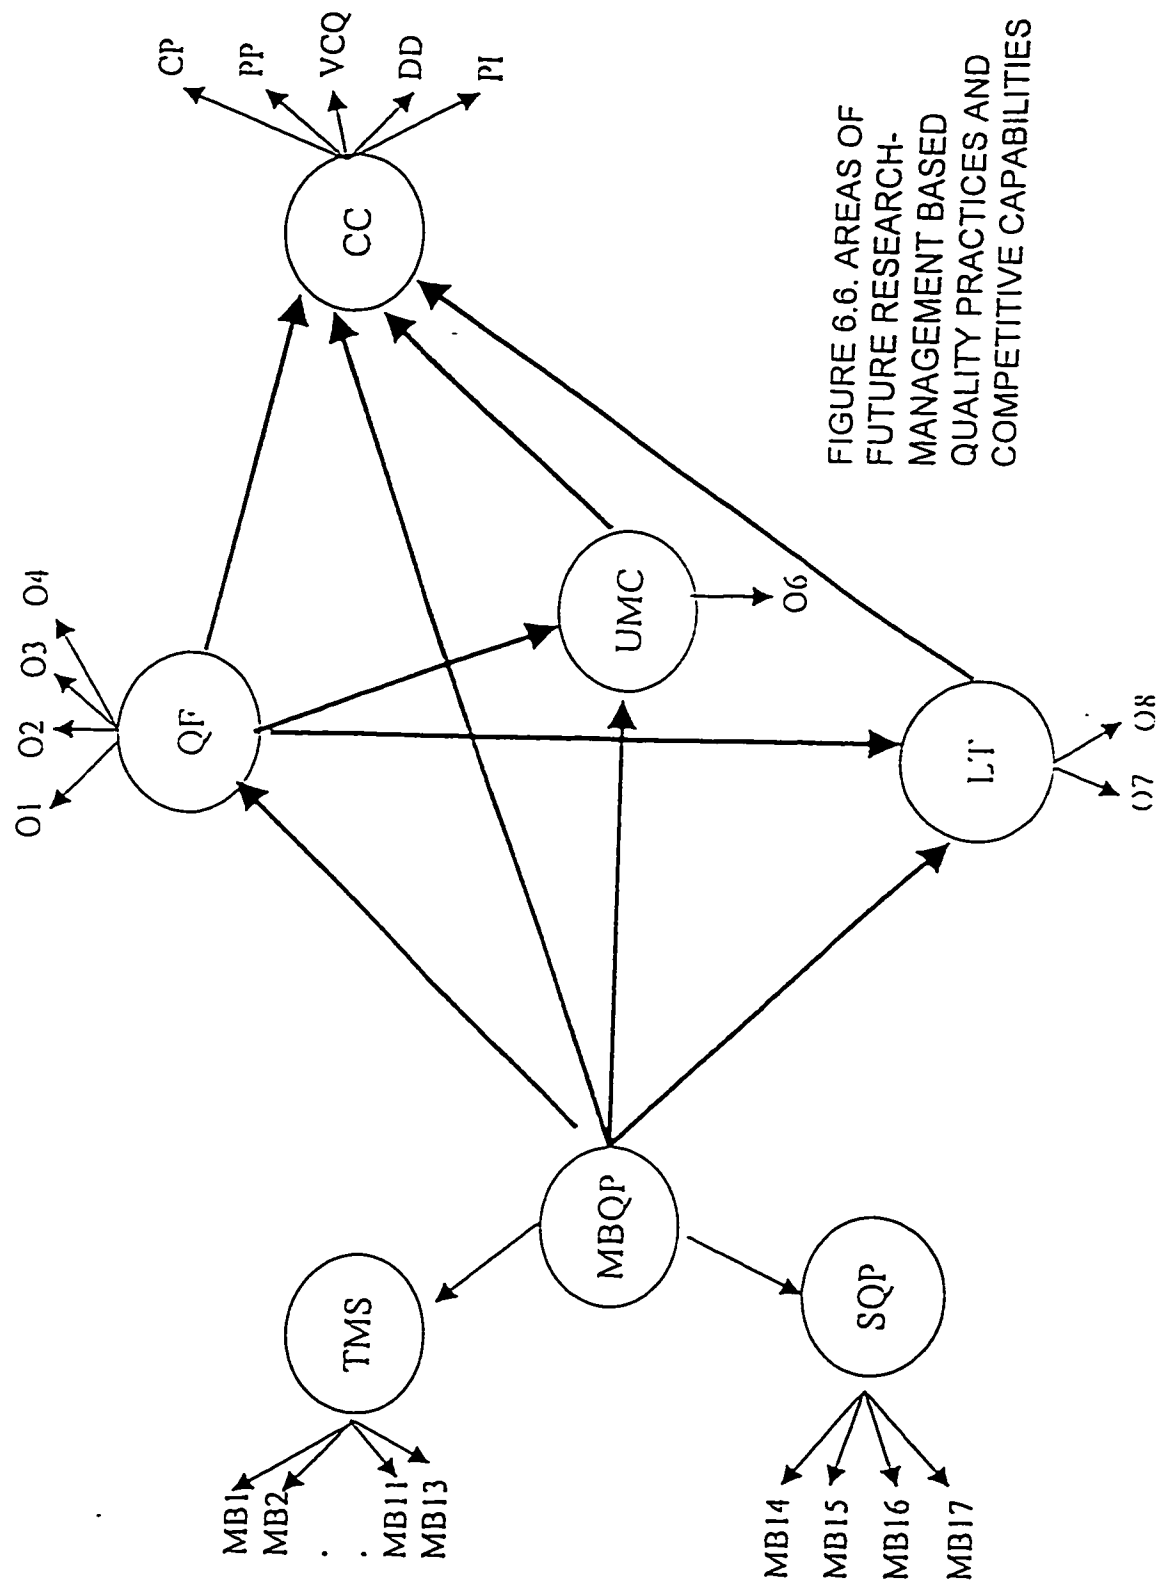 O1 O2 O3 O4
QF
CP
PP
VCQ
DD
PI
CC
TMS
MB1
MB2
.
.
MB11
MB13
MBQP
UMC
O6
SQP
MB14
MB15
MB16
MB17
LT
O7 O8
FIGURE 6.6. AREAS OF
FUTURE RESEARCH-
MANAGEMENT BASED
QUALITY PRACTICES AND
COMPETITIVE CAPABILITIES